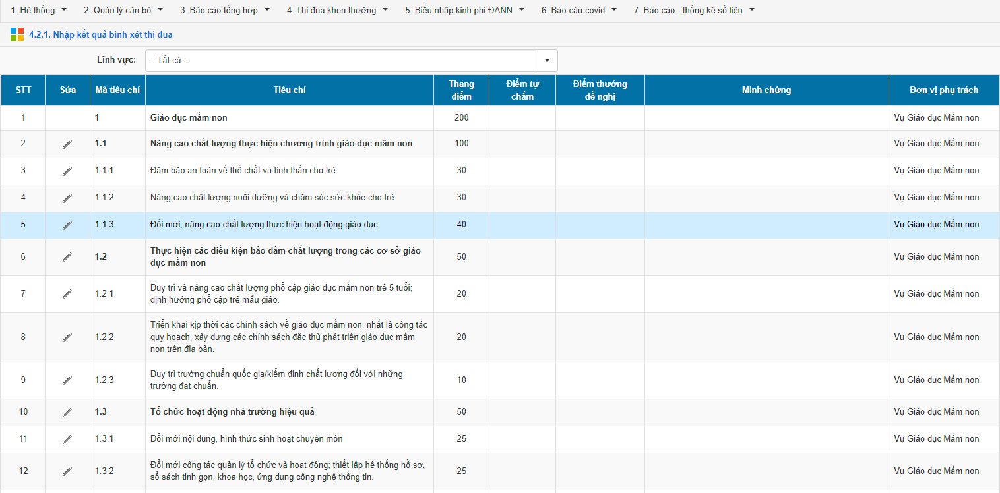 1. Hệ thống 2. Quản lý cán bộ 3. Báo cáo tổng hợp 4. Thi đua khen thưởng 5. Biểu nhập kinh phí ĐANN 6. Báo cáo covid 7. Báo cáo - thống kê số liệu
4.2.1. Nhập kết quả bình xét thi đua
Lĩnh vực: -- Tất cả --
STT Sửa Mã tiêu chí Tiêu chí Thang điểm Điểm tự chấm Điểm thưởng đề nghị Minh chứng Đơn vị phụ trách
1 1 Giáo dục mầm non 200 Vụ Giáo dục Mầm non
2 1.1 Nâng cao chất lượng thực hiện chương trình giáo dục mầm non 100 Vụ Giáo dục Mầm non
3 1.1.1 Đảm bảo an toàn về thể chất và tinh thần cho trẻ 30 Vụ Giáo dục Mầm non
4 1.1.2 Nâng cao chất lượng nuôi dưỡng và chăm sóc sức khỏe cho trẻ 30 Vụ Giáo dục Mầm non
5 1.1.3 Đổi mới, nâng cao chất lượng thực hiện hoạt động giáo dục 40 Vụ Giáo dục Mầm non
6 1.2 Thực hiện các điều kiện bảo đảm chất lượng trong các cơ sở giáo
dục mầm non 50 Vụ Giáo dục Mầm non
7 1.2.1 Duy trì và nâng cao chất lượng phổ cập giáo dục mầm non trẻ 5 tuổi;
định hướng phổ cập trẻ mẫu giáo. 20 Vụ Giáo dục Mầm non
8 1.2.2 Triển khai kịp thời các chính sách về giáo dục mầm non, nhất là công tác
quy hoạch, xây dựng các chính sách đặc thù phát triển giáo dục mầm
non trên địa bàn. 20 Vụ Giáo dục Mầm non
9 1.2.3 Duy trì trường chuẩn quốc gia/kiểm định chất lượng đối với những
trường đạt chuẩn. 10 Vụ Giáo dục Mầm non
10 1.3 Tổ chức hoạt động nhà trường hiệu quả 50 Vụ Giáo dục Mầm non
11 1.3.1 Đổi mới nội dung, hình thức sinh hoạt chuyên môn 25 Vụ Giáo dục Mầm non
12 1.3.2 Đổi mới công tác quản lý tổ chức và hoạt động; thiết lập hệ thống hồ sơ,
sổ sách tinh gọn, khoa học, ứng dụng công nghệ thông tin. 25 Vụ Giáo dục Mầm non